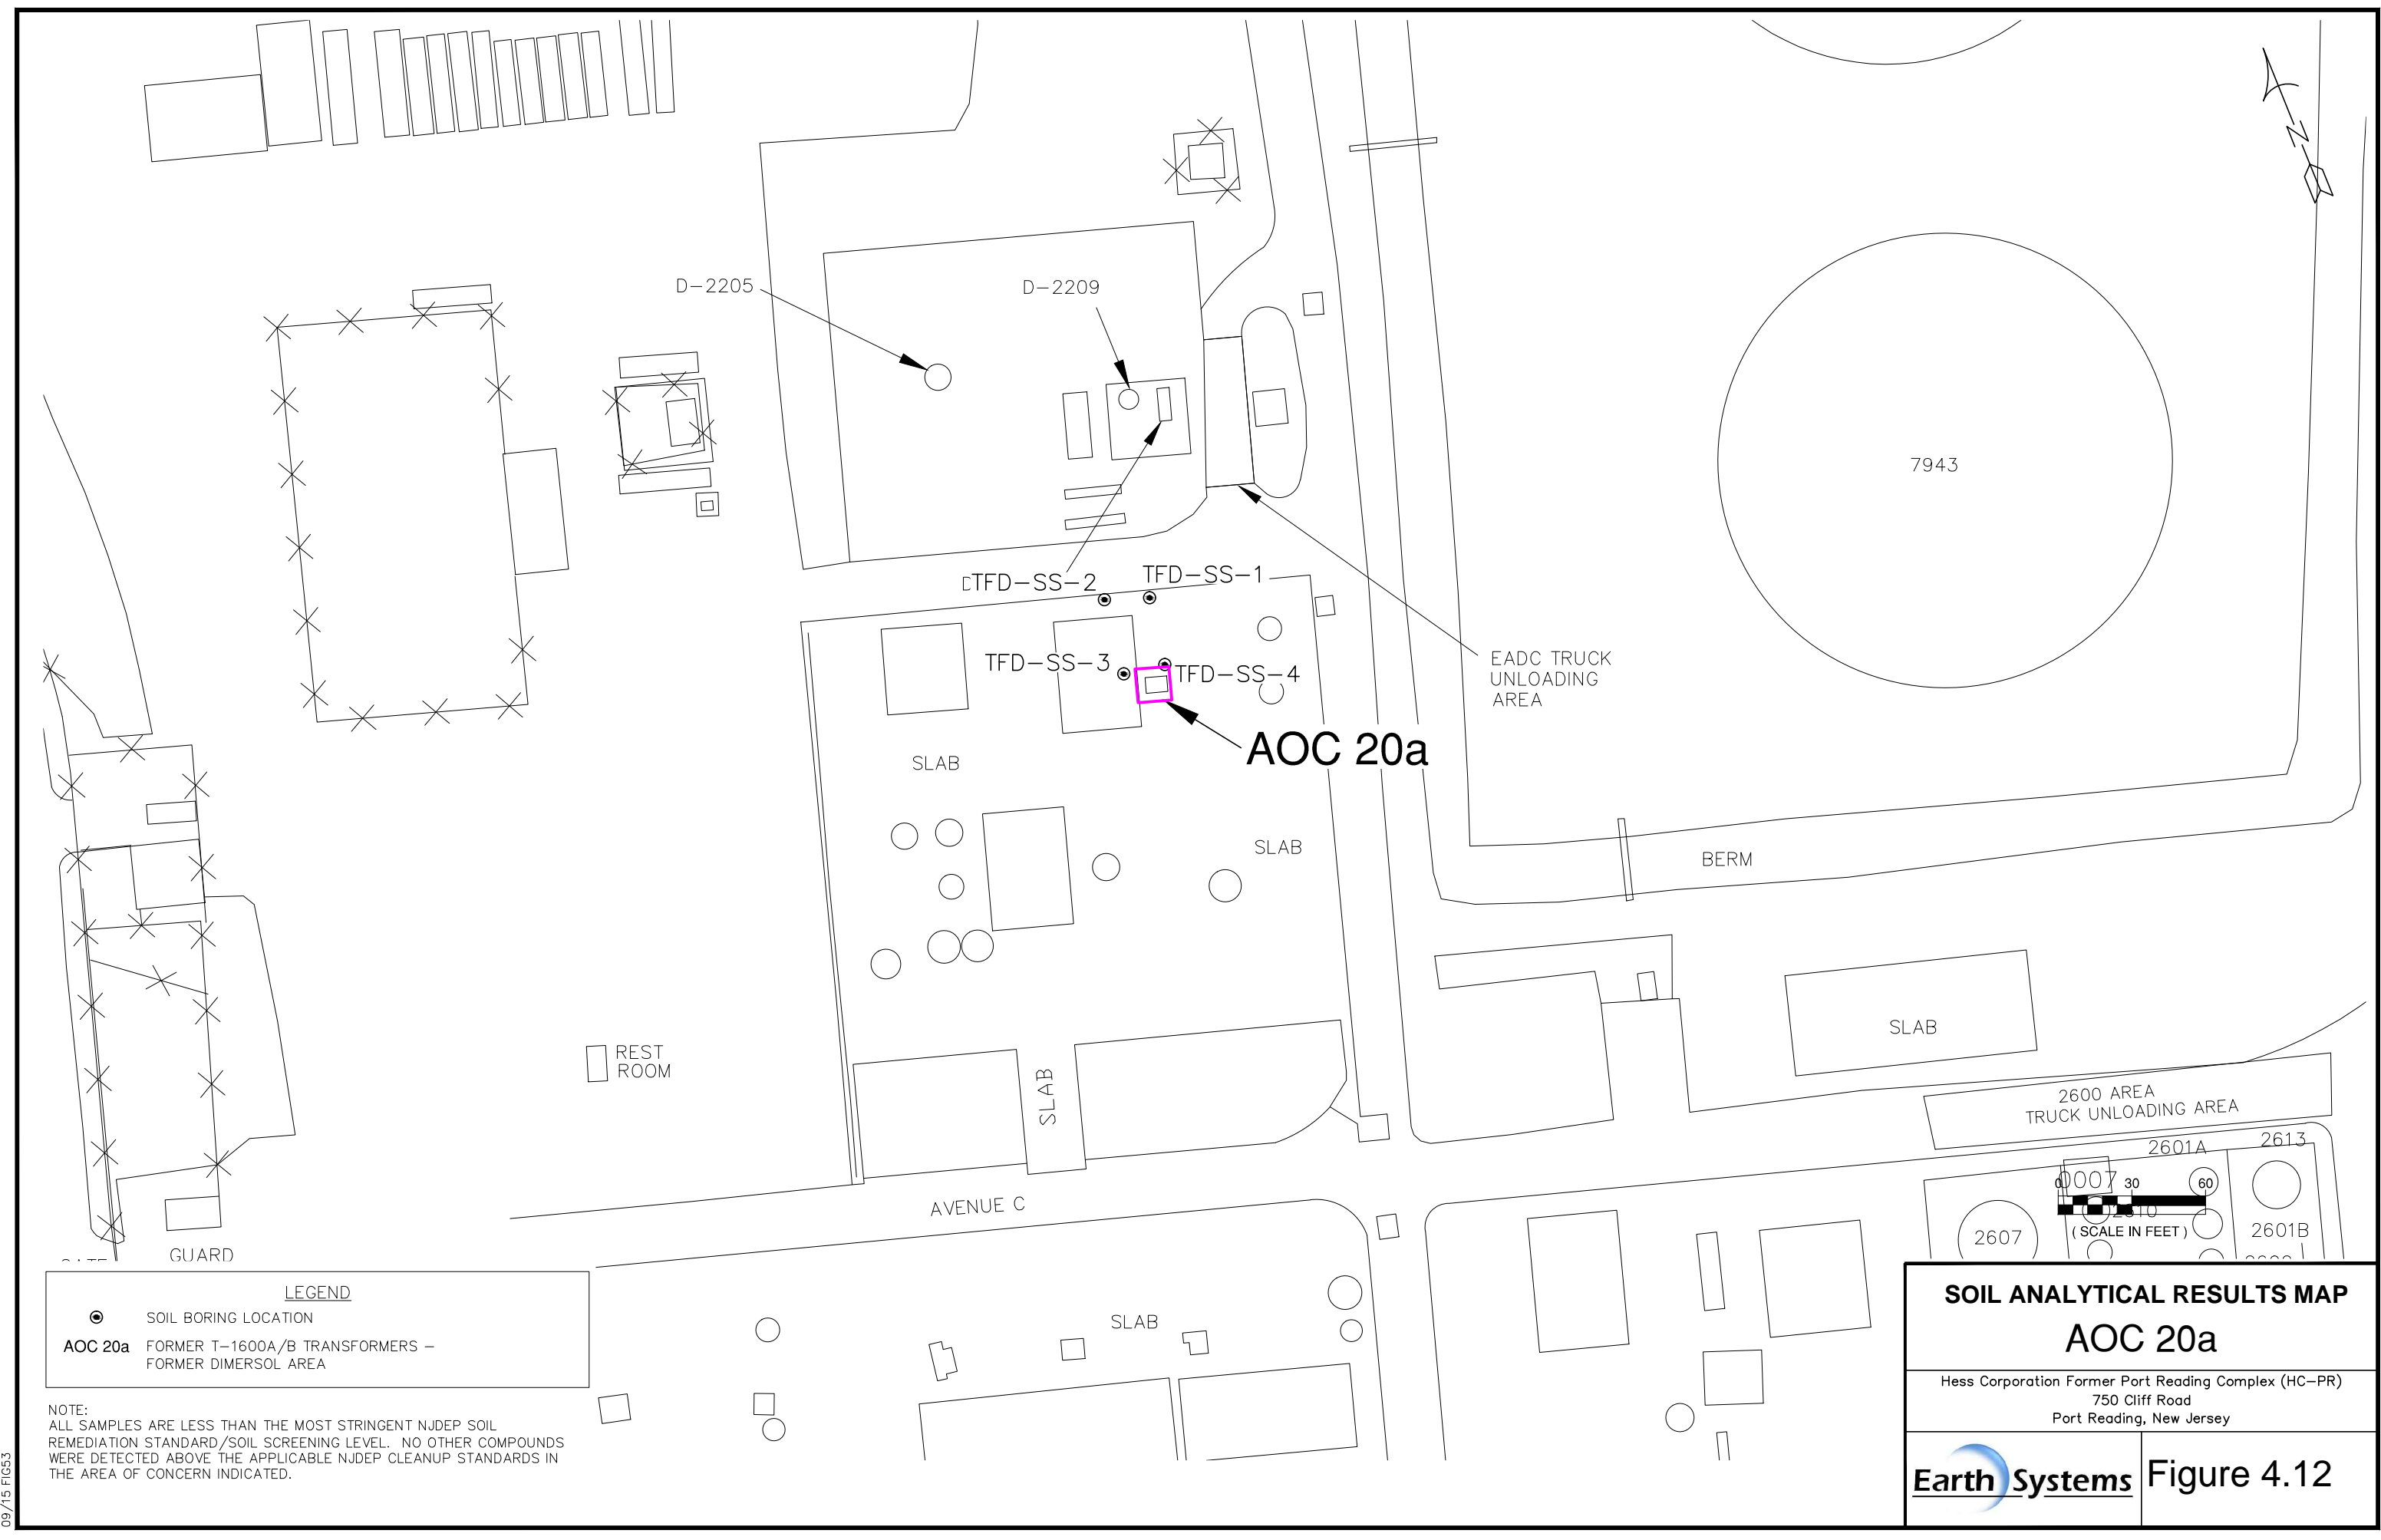 N
D-2205
D-2209
7943
TFD-SS-2
TFD-SS-1
TFD-SS-3
TFD-SS-4
EADC TRUCK
UNLOADING
AREA
AOC 20a
SLAB
SLAB
BERM
SLAB
REST
ROOM
SLAB
2600 AREA
TRUCK UNLOADING AREA
2601A
2613
AVENUE C
0 30 60
( SCALE IN FEET )
2607
2601B
GUARD
SLAB
LEGEND
SOIL BORING LOCATION
AOC 20a FORMER T-1600A/B TRANSFORMERS -
FORMER DIMERSOL AREA
NOTE:
ALL SAMPLES ARE LESS THAN THE MOST STRINGENT NJDEP SOIL
REMEDIATION STANDARD/SOIL SCREENING LEVEL. NO OTHER COMPOUNDS
WERE DETECTED ABOVE THE APPLICABLE NJDEP CLEANUP STANDARDS IN
THE AREA OF CONCERN INDICATED.
09/15 FIG53
SOIL ANALYTICAL RESULTS MAP
AOC 20a
Hess Corporation Former Port Reading Complex (HC-PR)
750 Cliff Road
Port Reading, New Jersey
Earth Systems
Figure 4.12